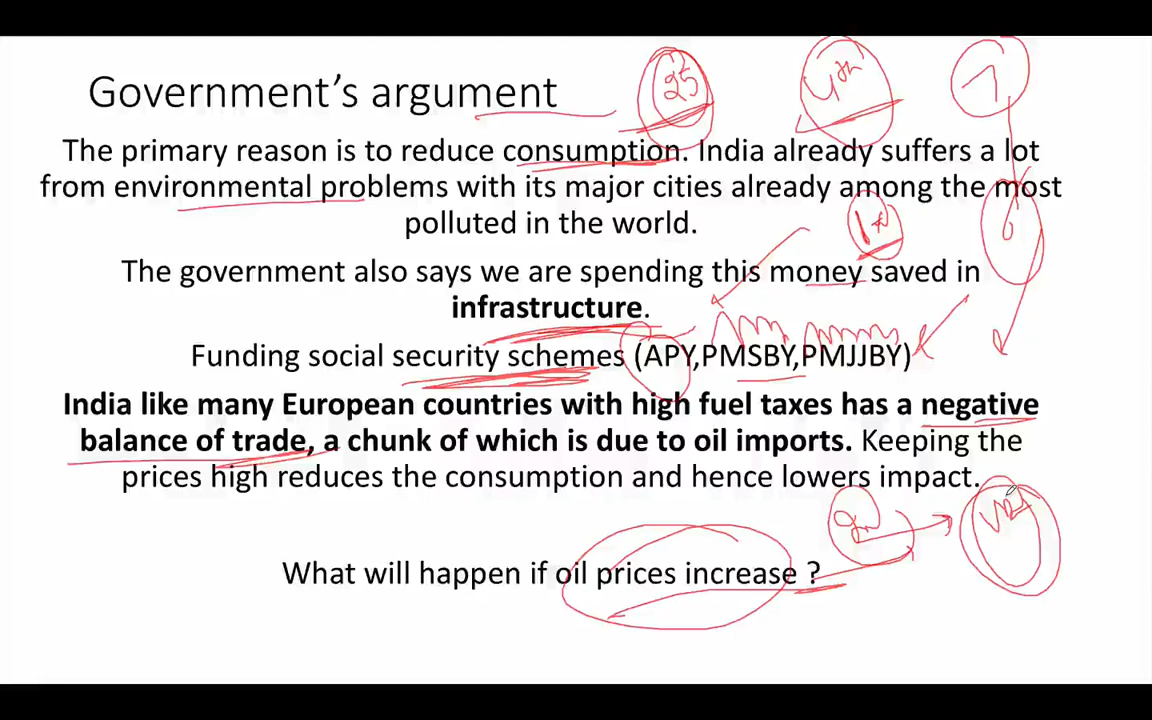 Government's argument
25
4th
7
The primary reason is to reduce consumption. India already suffers a lot
from environmental problems with its major cities already among the most
polluted in the world.
6
The government also says we are spending this money saved in
infrastructure.
Funding social security schemes (APY,PMSBY,PMJJBY)
India like many European countries with high fuel taxes has a negative
balance of trade, a chunk of which is due to oil imports. Keeping the
prices high reduces the consumption and hence lowers impact.
What will happen if oil prices increase ?